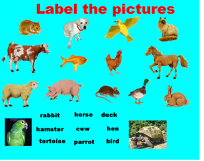 Label the pictures
rabbit horse duck
hamster cow hen
tortoise parrot bird